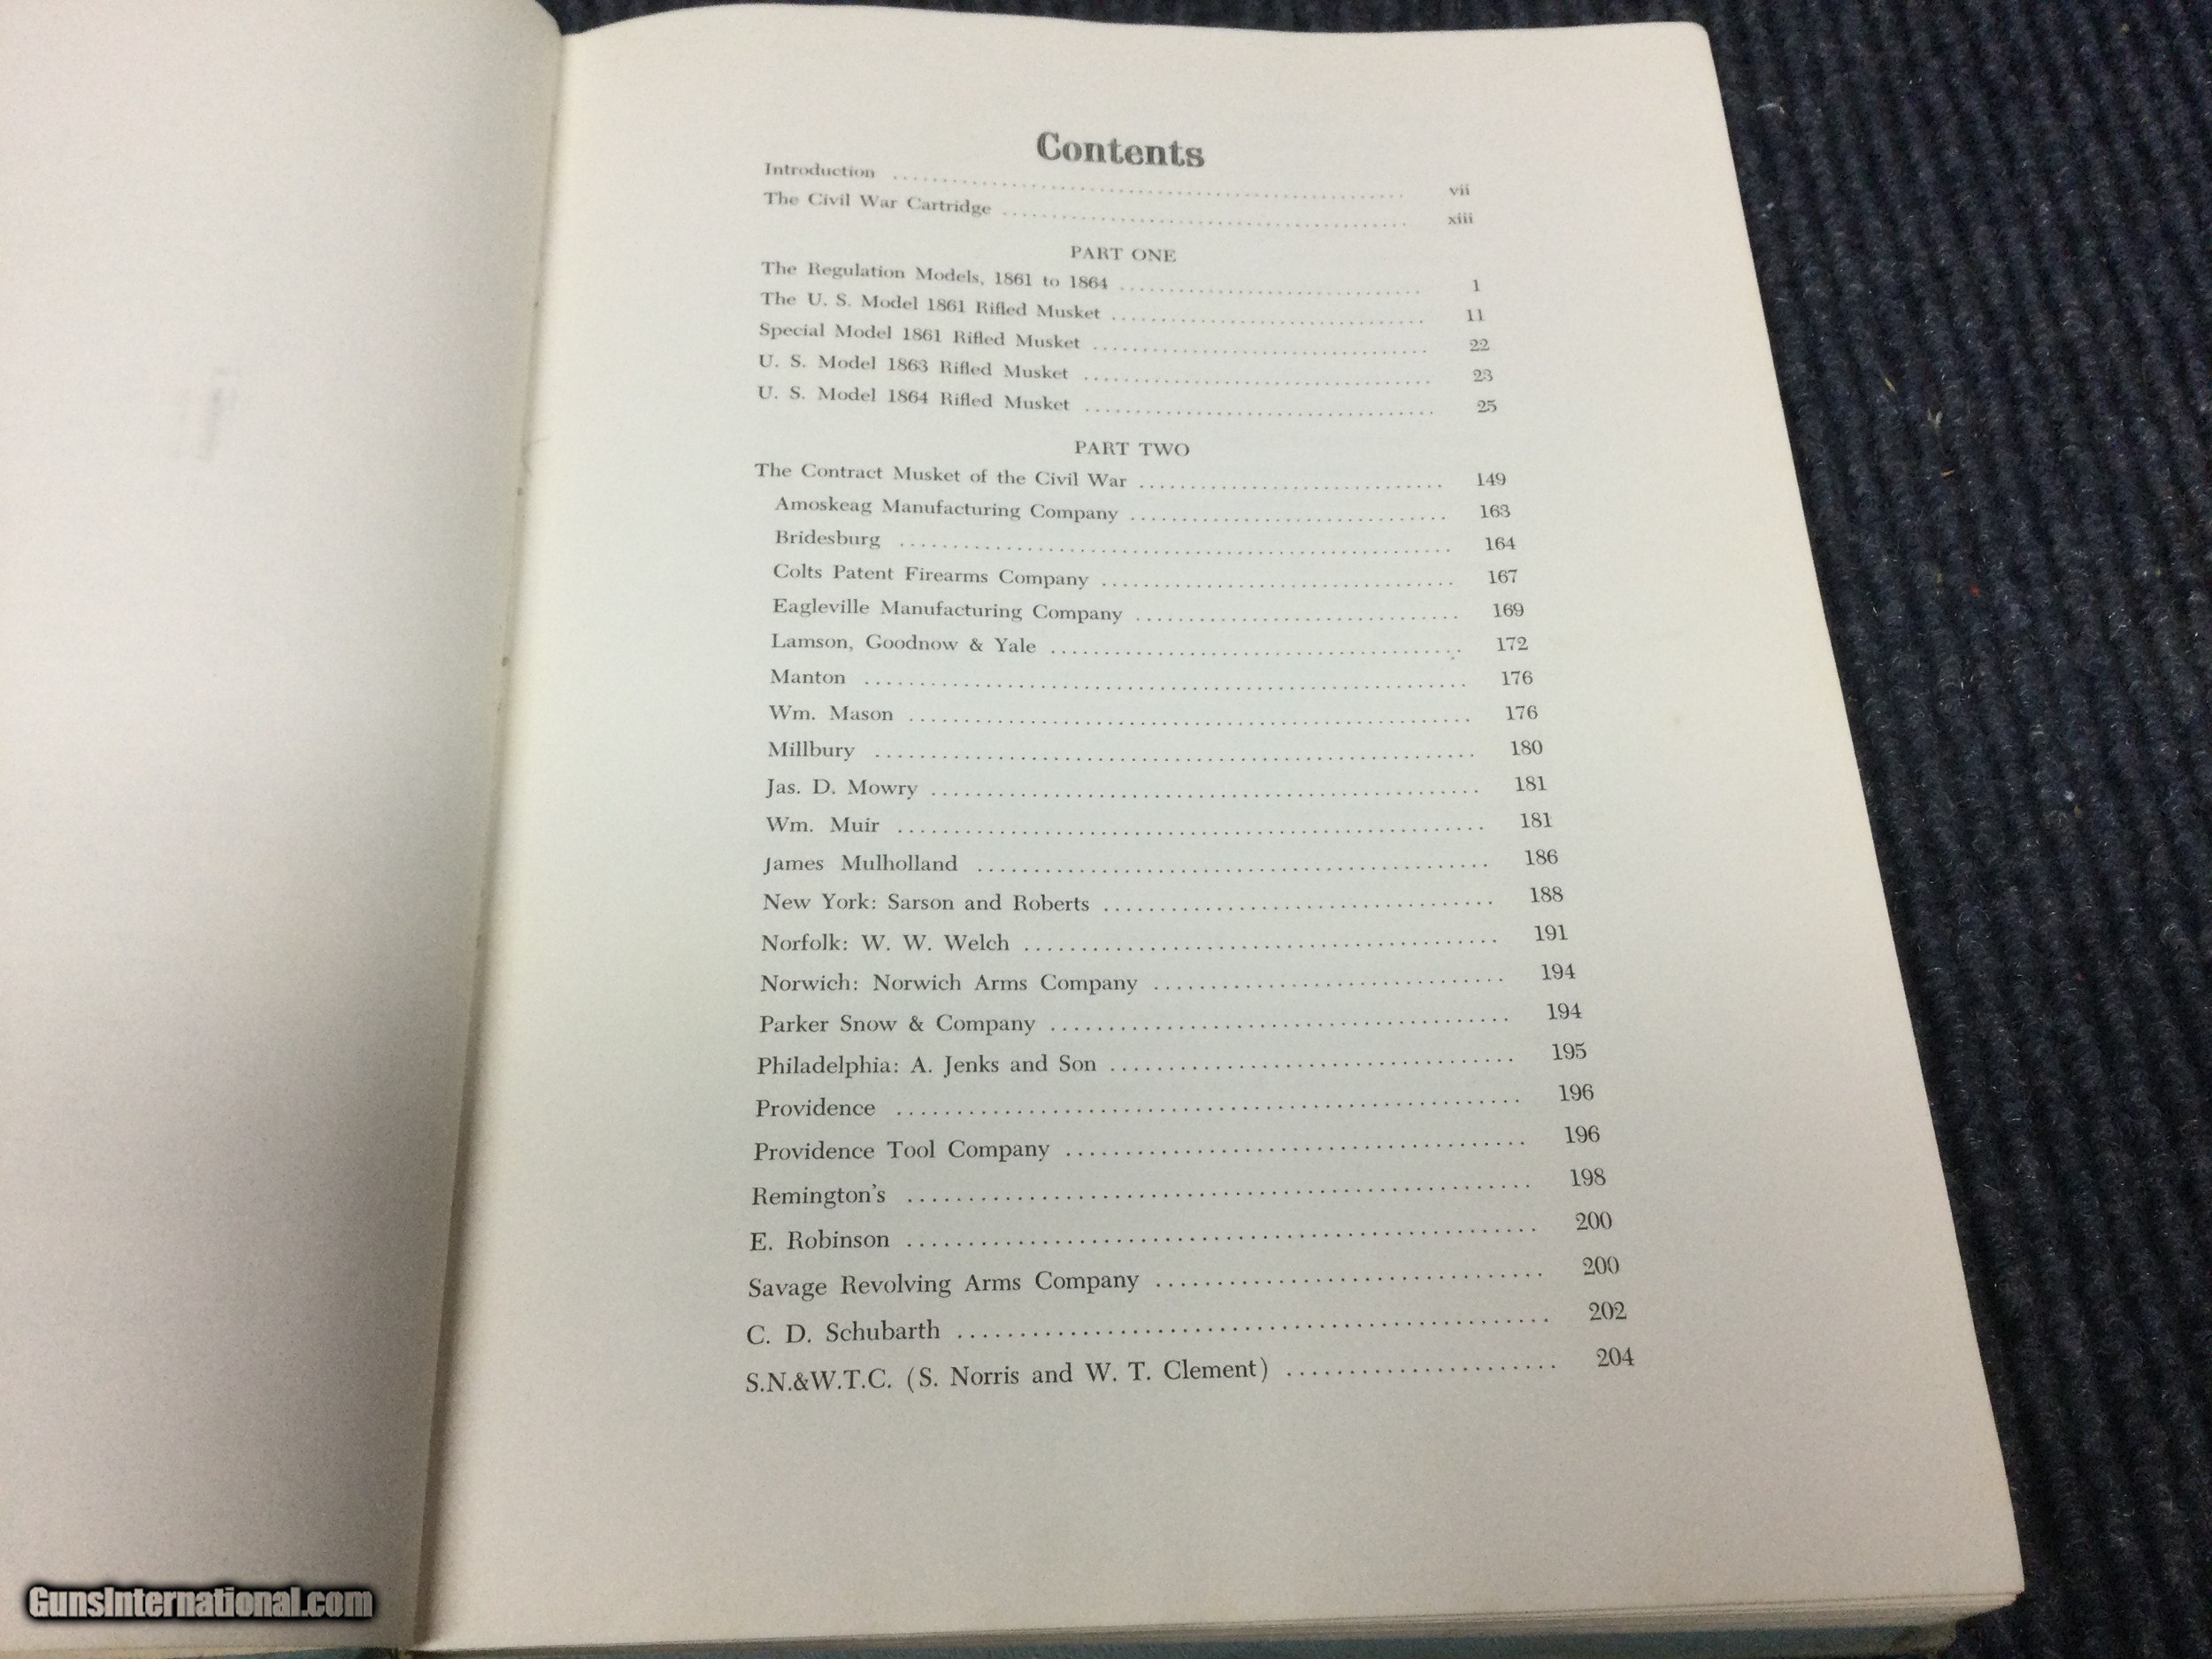 Contents
Introduction ........ vii
The Civil War Cartridge ........ xiii
PART ONE
The Regulation Models, 1861 to 1864 ........ 1
The U. S. Model 1861 Rifled Musket ........ 11
Special Model 1861 Rifled Musket ........ 22
U. S. Model 1863 Rifled Musket ........ 23
U. S. Model 1864 Rifled Musket ........ 25
PART TWO
The Contract Musket of the Civil War ........ 149
Amoskeag Manufacturing Company ........ 163
Bridesburg ........ 164
Colts Patent Firearms Company ........ 167
Eagleville Manufacturing Company ........ 169
Lamson, Goodnow & Yale ........ 172
Manton ........ 176
Wm. Mason ........ 176
Millbury ........ 180
Jas. D. Mowry ........ 181
Wm. Muir ........ 181
James Mulholland ........ 186
New York: Sarson and Roberts ........ 188
Norfolk: W. W. Welch ........ 191
Norwich: Norwich Arms Company ........ 194
Parker Snow & Company ........ 194
Philadelphia: A. Jenks and Son ........ 195
Providence ........ 196
Providence Tool Company ........ 196
Remington's ........ 198
E. Robinson ........ 200
Savage Revolving Arms Company ........ 200
C. D. Schubarth ........ 202
S.N.&W.T.C. (S. Norris and W. T. Clement) ........ 204
GunsInternational.com